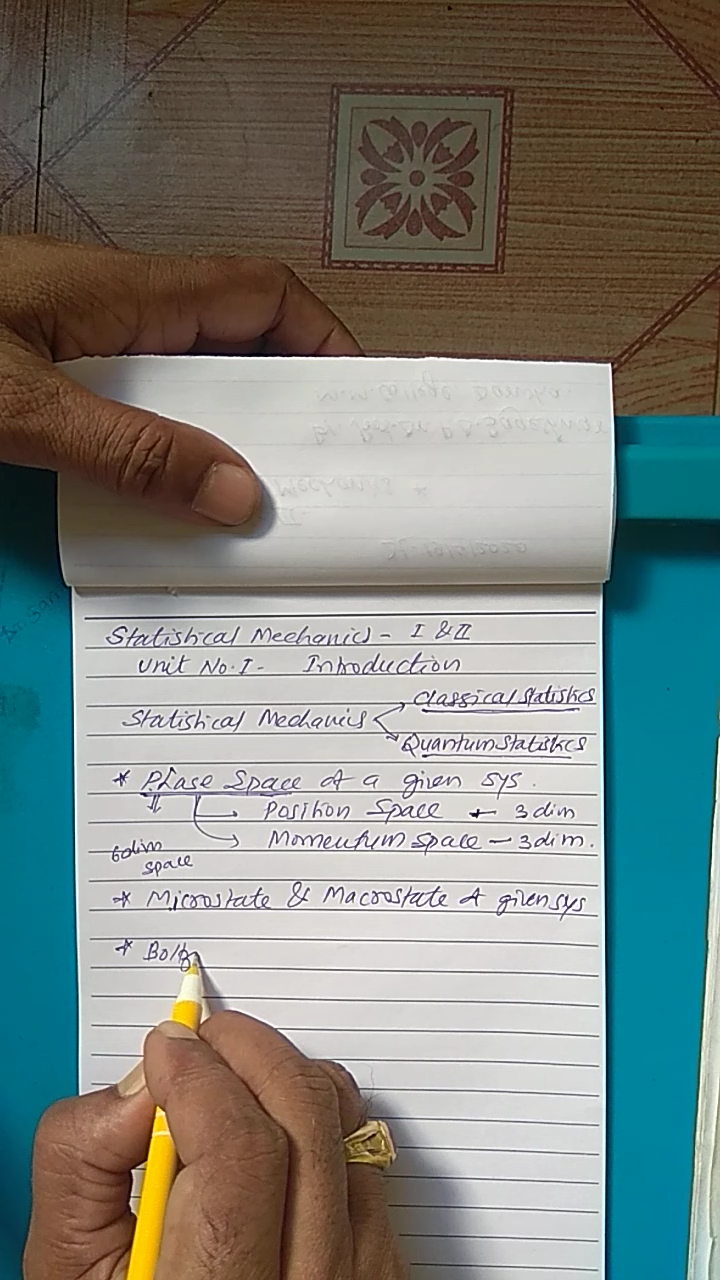 Statistical Mechanics - I & II
Unit No. I - Introduction
Statistical Mechanics
Classical Statistics
Quantum Statistics
* Phase Space of a given sys.
Position Space - 3 dim
Momentum space - 3 dim.
6 dim
space
* Microstate & Macrostate of given sys
* Boltz